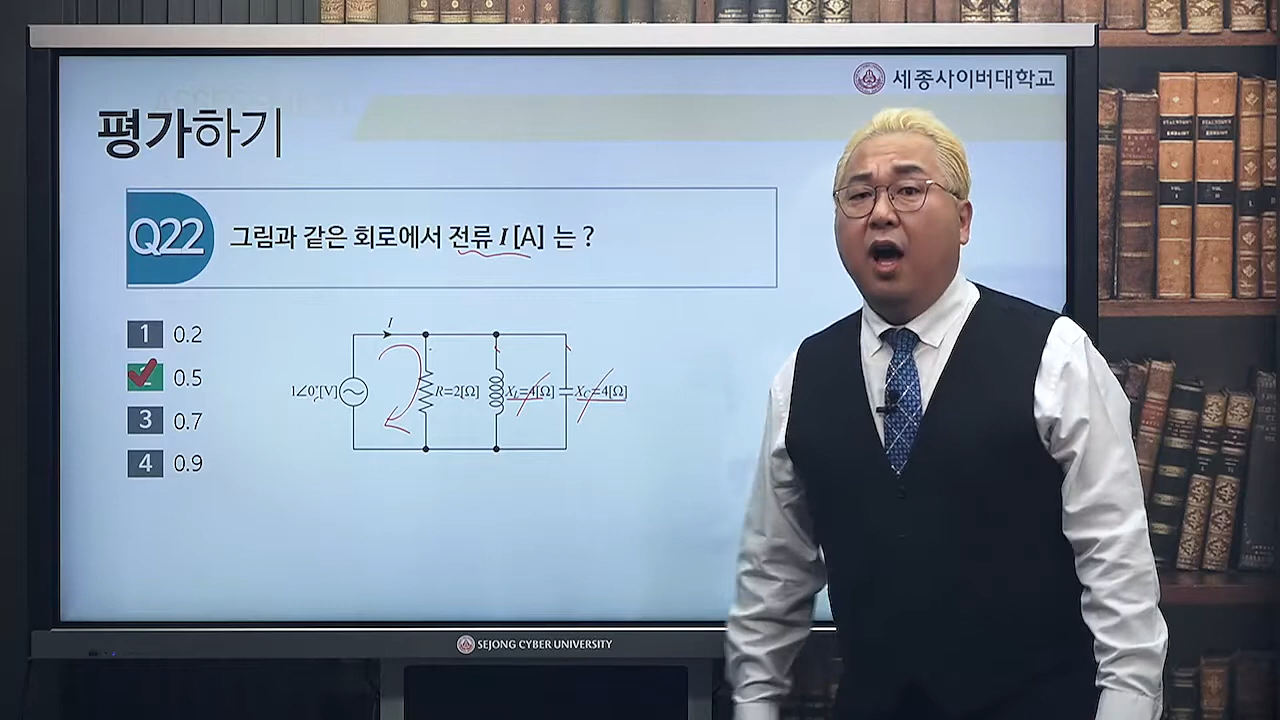 세종사이버대학교
평가하기
Q22 그림과 같은 회로에서 전류 I [A] 는 ?
1 0.2
0.5
3 0.7
4 0.9
I
1∠0°[V]
R=2[Ω]
X_L=4[Ω]
X_C=4[Ω]
SEJONG CYBER UNIVERSITY